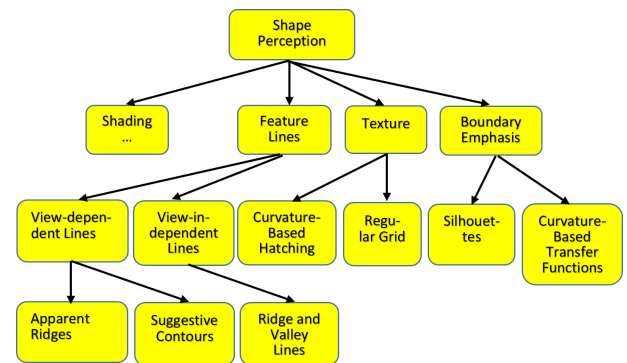 Shape
Perception
Shading
...
Feature
Lines
Texture
Boundary
Emphasis
View-depen-
dent Lines
View-in-
dependent
Lines
Curvature-
Based
Hatching
Regu-
lar Grid
Silhouet-
tes
Curvature-
Based
Transfer
Functions
Apparent
Ridges
Suggestive
Contours
Ridge and
Valley
Lines